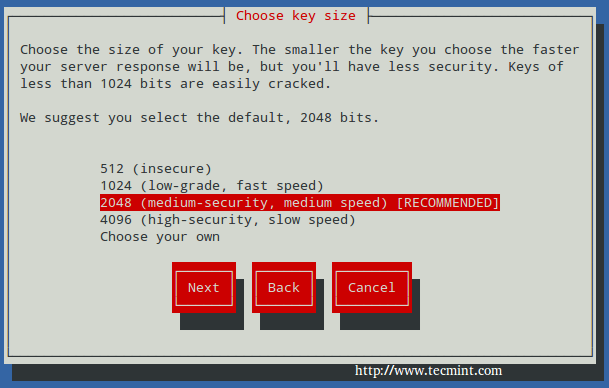 Choose key size
Choose the size of your key. The smaller the key you choose the faster
your server response will be, but you'll have less security. Keys of
less than 1024 bits are easily cracked.
We suggest you select the default, 2048 bits.
512 (insecure)
1024 (low-grade, fast speed)
2048 (medium-security, medium speed) [RECOMMENDED]
4096 (high-security, slow speed)
Choose your own
Next Back Cancel
http://www.tecmint.com